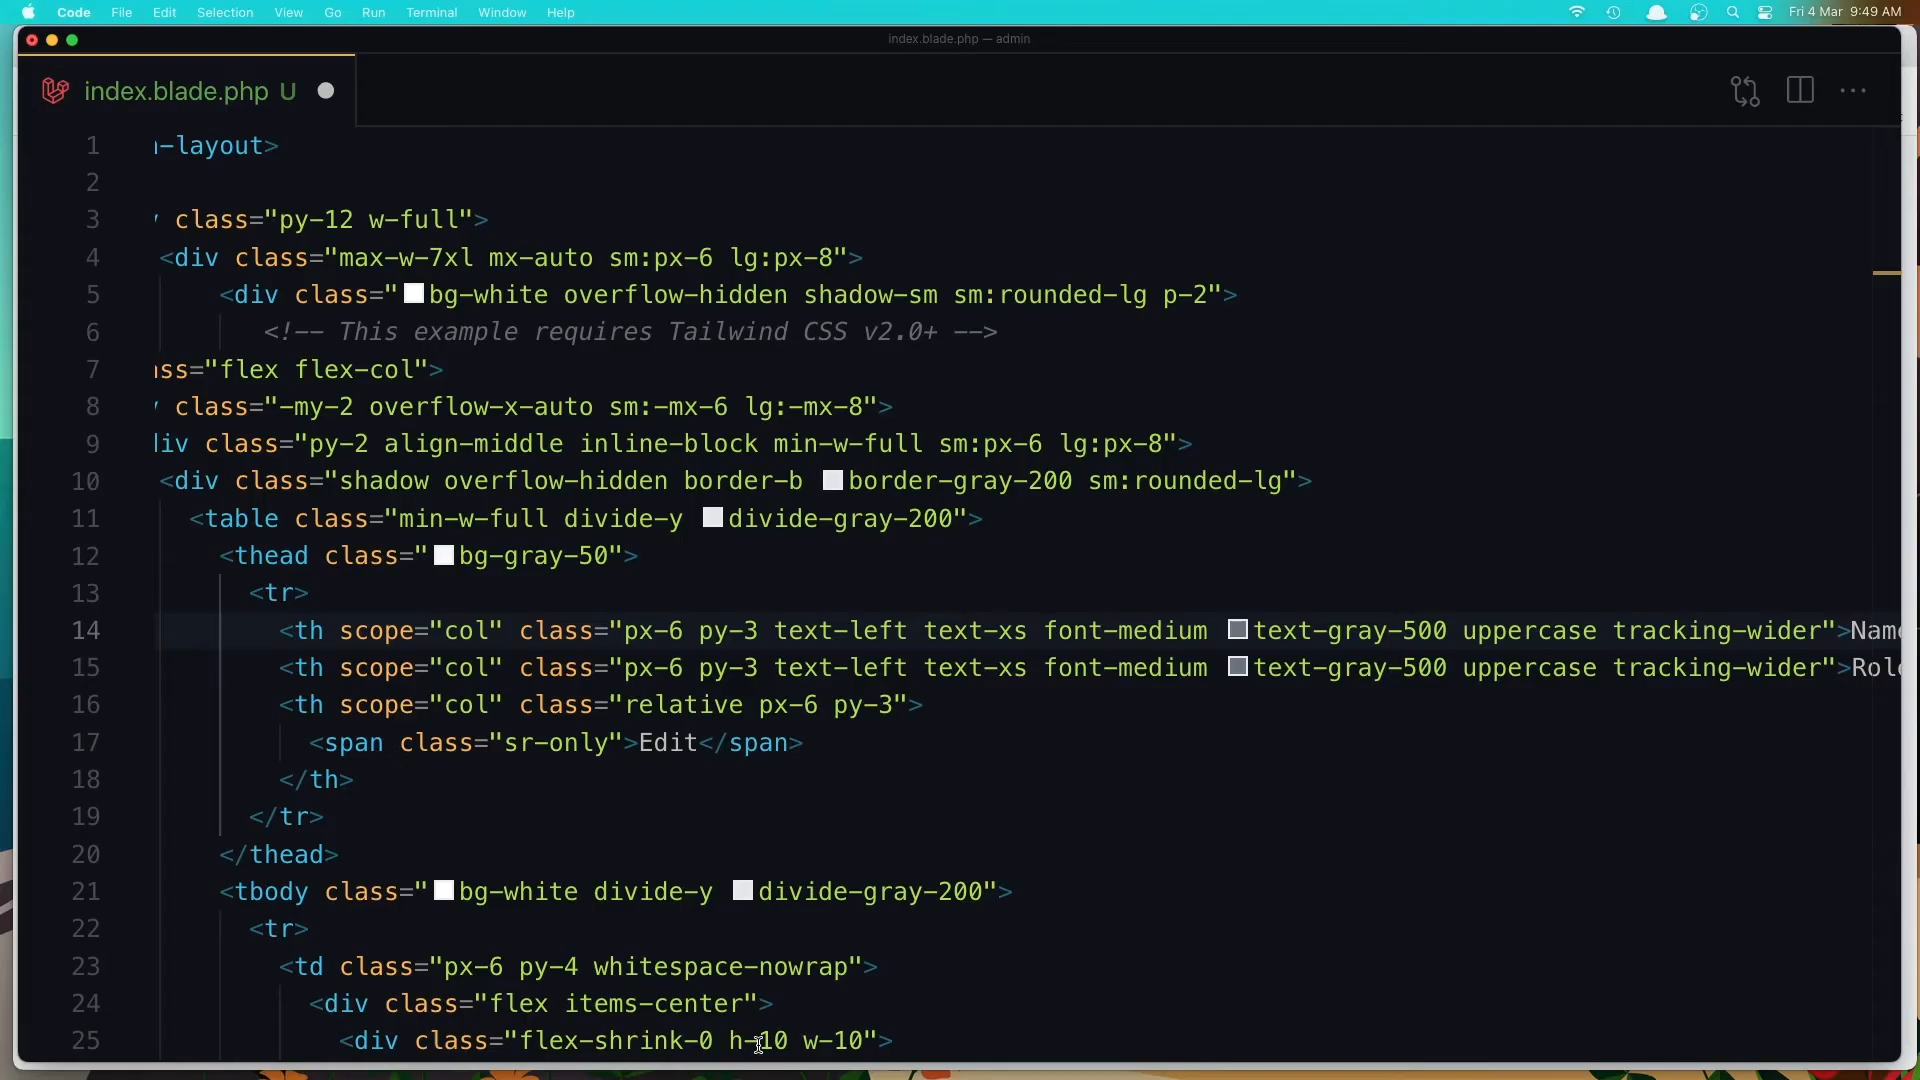 Code File Edit Selection View Go Run Terminal Window Help Fri 4 Mar 9:49 AM
index.blade.php — admin
index.blade.php U
1 -layout>
2
3 class="py-12 w-full">
4 <div class="max-w-7xl mx-auto sm:px-6 lg:px-8">
5 <div class="bg-white overflow-hidden shadow-sm sm:rounded-lg p-2">
6 <!-- This example requires Tailwind CSS v2.0+ -->
7 ss="flex flex-col">
8 class="-my-2 overflow-x-auto sm:-mx-6 lg:-mx-8">
9 div class="py-2 align-middle inline-block min-w-full sm:px-6 lg:px-8">
10 <div class="shadow overflow-hidden border-b border-gray-200 sm:rounded-lg">
11 <table class="min-w-full divide-y divide-gray-200">
12 <thead class="bg-gray-50">
13 <tr>
14 <th scope="col" class="px-6 py-3 text-left text-xs font-medium text-gray-500 uppercase tracking-wider">Name
15 <th scope="col" class="px-6 py-3 text-left text-xs font-medium text-gray-500 uppercase tracking-wider">Role
16 <th scope="col" class="relative px-6 py-3">
17 <span class="sr-only">Edit</span>
18 </th>
19 </tr>
20 </thead>
21 <tbody class="bg-white divide-y divide-gray-200">
22 <tr>
23 <td class="px-6 py-4 whitespace-nowrap">
24 <div class="flex items-center">
25 <div class="flex-shrink-0 h-10 w-10">